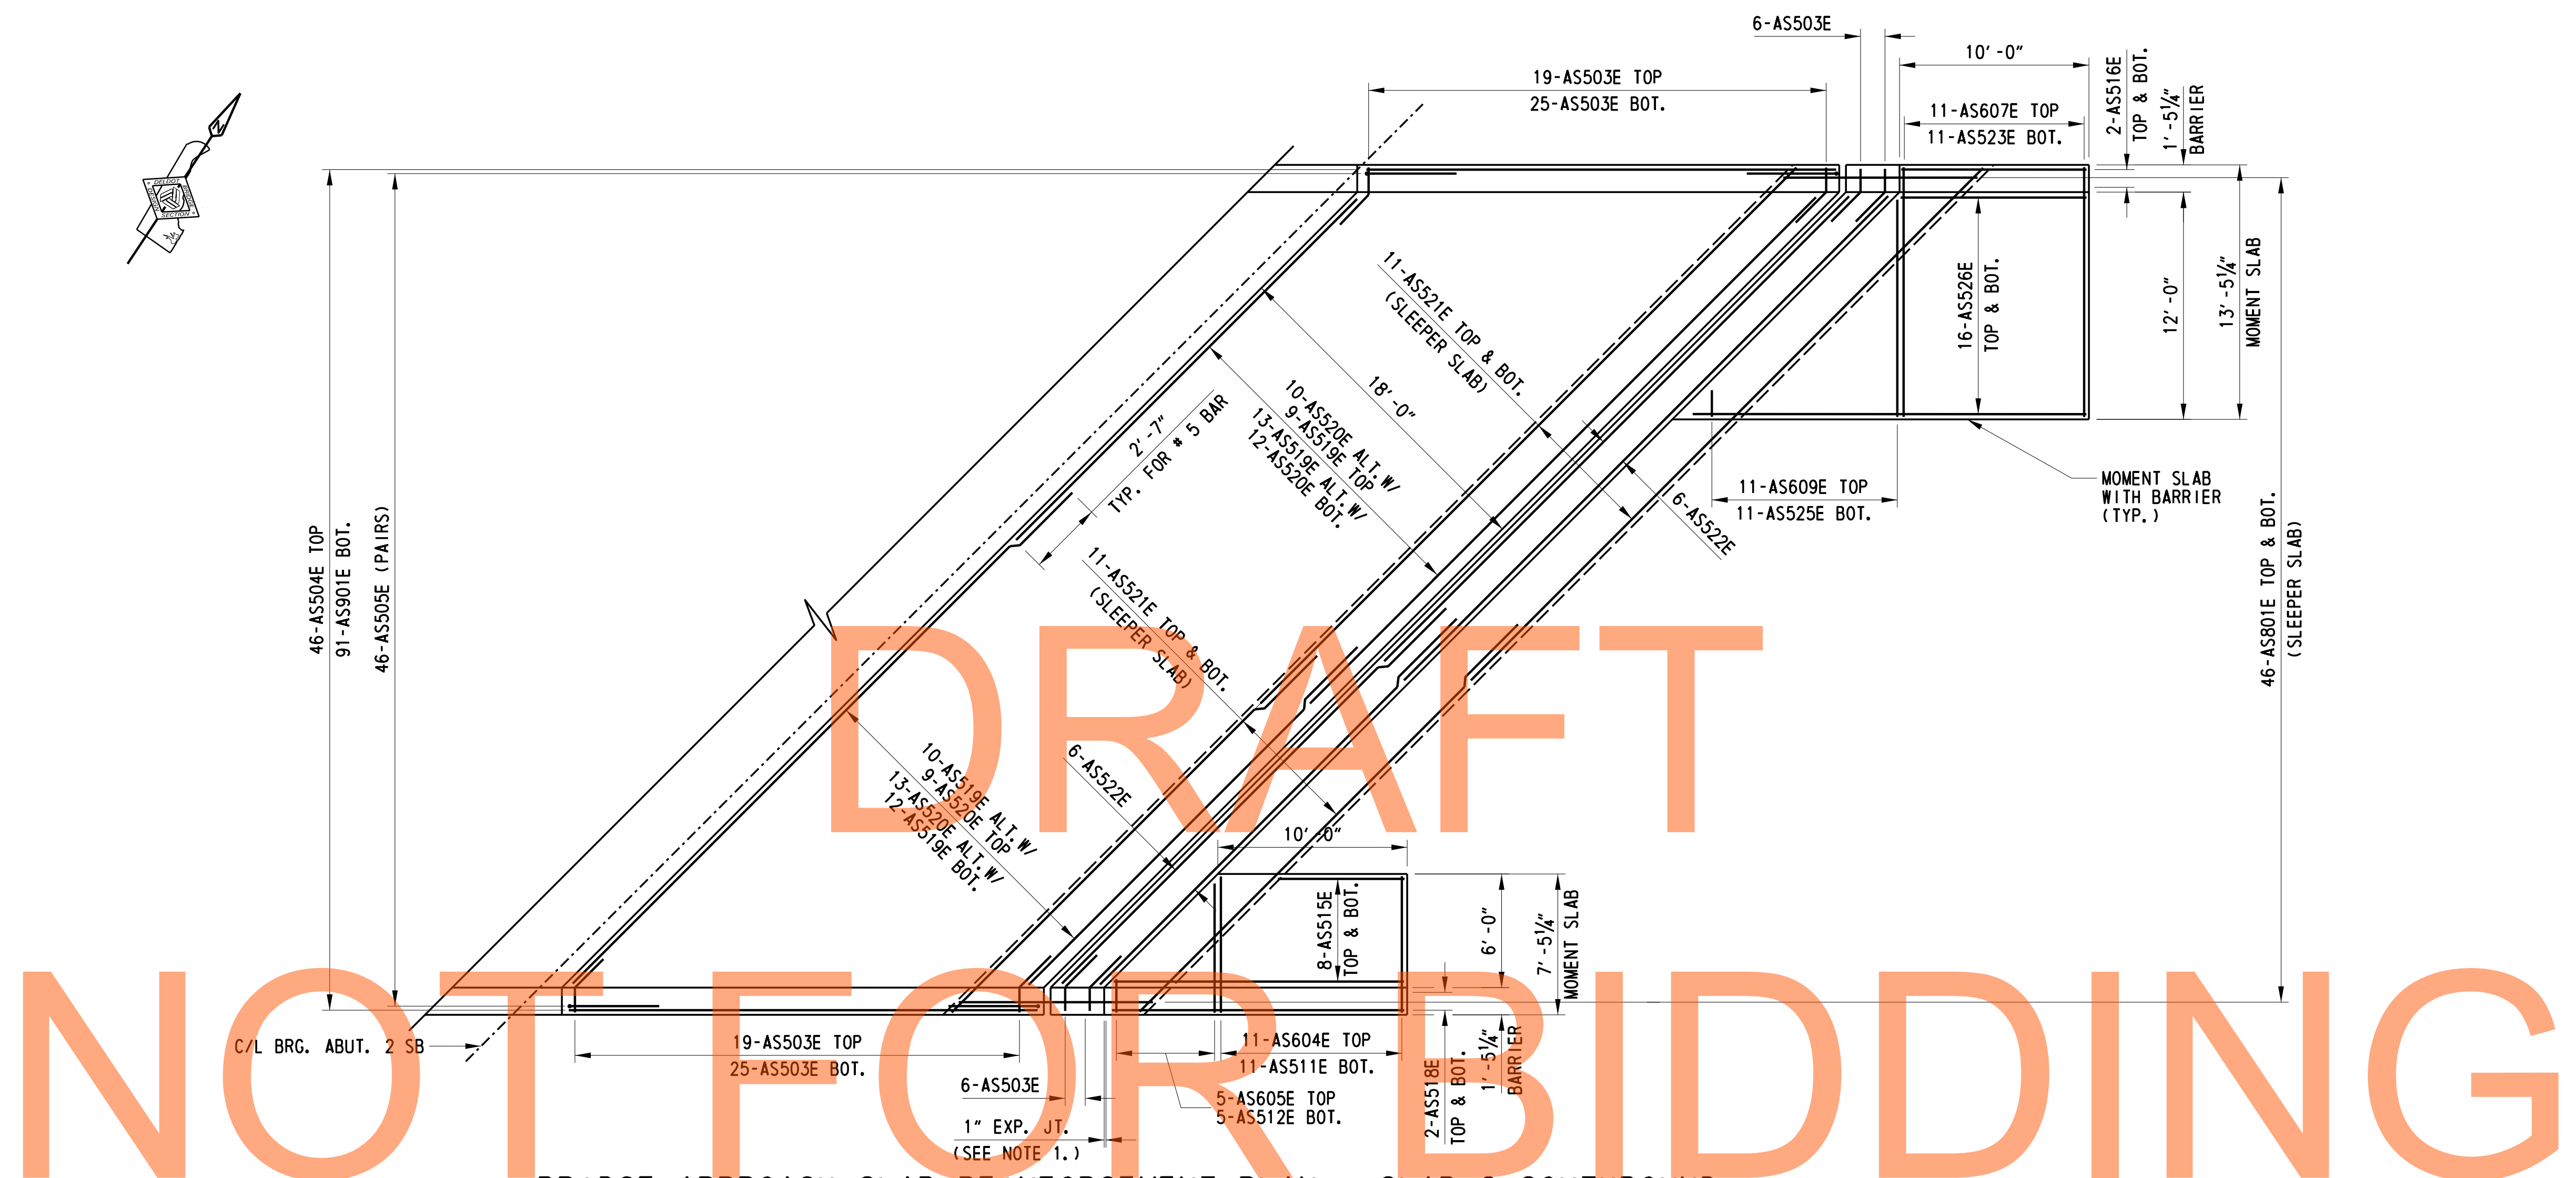 6-AS503E
10'-0"
2-AS516E
TOP & BOT.
1'-5¼"
BARRIER
19-AS503E TOP
25-AS503E BOT.
11-AS607E TOP
11-AS523E BOT.
N
DELDOT
BRIDGE
DESIGN
SECTION
46-AS504E TOP
91-AS901E BOT.
46-AS505E (PAIRS)
11-AS521E TOP & BOT.
(SLEEPER SLAB)
18'-0"
10-AS520E ALT.W/
9-AS519E TOP
13-AS519E ALT.W/
12-AS520E BOT.
2'-7"
TYP. FOR # 5 BAR
16-AS526E
TOP & BOT.
12'-0"
13'-5¼"
MOMENT SLAB
11-AS609E TOP
11-AS525E BOT.
MOMENT SLAB
WITH BARRIER
(TYP.)
6-AS522E
46-AS801E TOP & BOT.
(SLEEPER SLAB)
11-AS521E TOP & BOT.
(SLEEPER SLAB)
DRAFT
6-AS522E
10-AS519E ALT.W/
9-AS520E TOP
13-AS520E ALT.W/
12-AS519E BOT.
10'-0"
8-AS515E
TOP & BOT.
6'-0"
7'-5¼"
MOMENT SLAB
NOT FOR BIDDING
C/L BRG. ABUT. 2 SB
19-AS503E TOP
25-AS503E BOT.
11-AS604E TOP
11-AS511E BOT.
6-AS503E
5-AS605E TOP
5-AS512E BOT.
2-AS518E
TOP & BOT.
1'-5¼"
BARRIER
1" EXP. JT.
(SEE NOTE 1.)